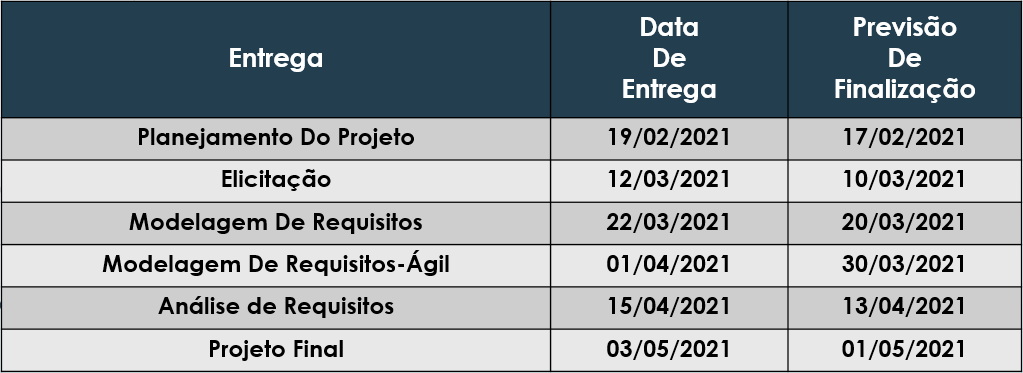 Entrega
Data
De
Entrega
Previsão
De
Finalização
Planejamento Do Projeto 19/02/2021 17/02/2021
Elicitação 12/03/2021 10/03/2021
Modelagem De Requisitos 22/03/2021 20/03/2021
Modelagem De Requisitos-Ágil 01/04/2021 30/03/2021
Análise de Requisitos 15/04/2021 13/04/2021
Projeto Final 03/05/2021 01/05/2021